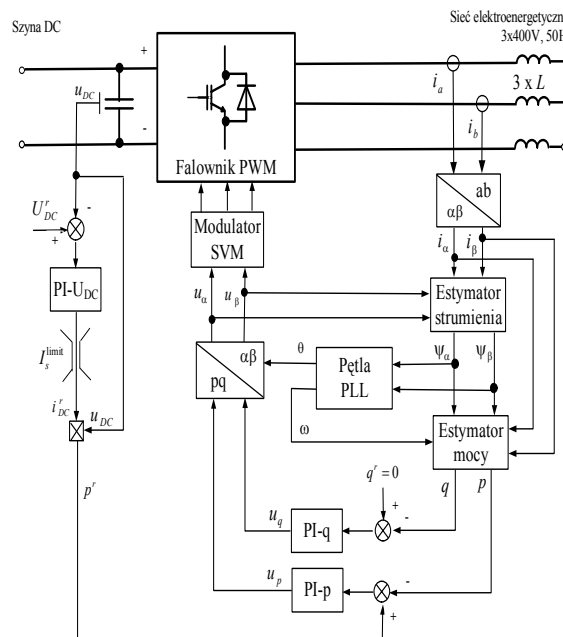 Szyna DC
Sieć elektroenergetyczn
3x400V, 50H
+
u_DC
-
Falownik PWM
i_a
i_b
3 x L
ab
αβ
i_α
i_β
U^r_DC
-
+
Modulator
SVM
PI-U_DC
u_α
u_β
Estymator
strumienia
I_s^limit
αβ
pq
θ
Pętla
PLL
ψ_α
ψ_β
i^r_DC
u_DC
ω
Estymator
mocy
p^r
q^r = 0
q
p
+
-
u_q
PI-q
u_p
PI-p
-
+